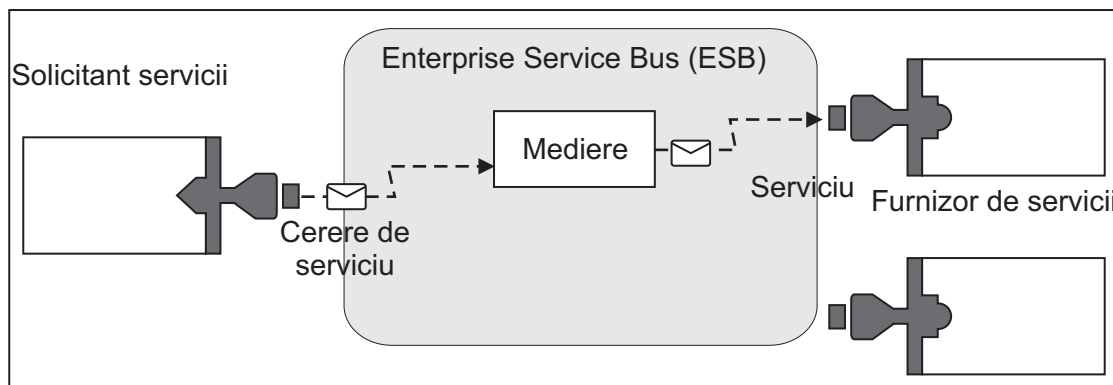 Enterprise Service Bus (ESB)
Solicitant servicii
Mediere
Serviciu
Furnizor de servicii
Cerere de
serviciu